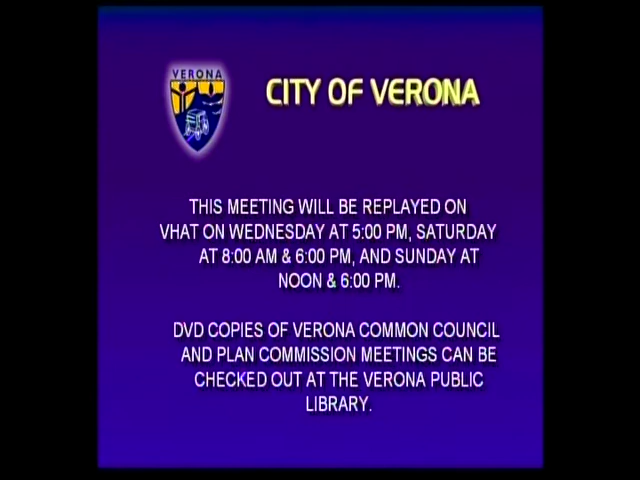 VERONA
CITY OF VERONA
THIS MEETING WILL BE REPLAYED ON
VHAT ON WEDNESDAY AT 5:00 PM, SATURDAY
AT 8:00 AM & 6:00 PM, AND SUNDAY AT
NOON & 6:00 PM.
DVD COPIES OF VERONA COMMON COUNCIL
AND PLAN COMMISSION MEETINGS CAN BE
CHECKED OUT AT THE VERONA PUBLIC
LIBRARY.